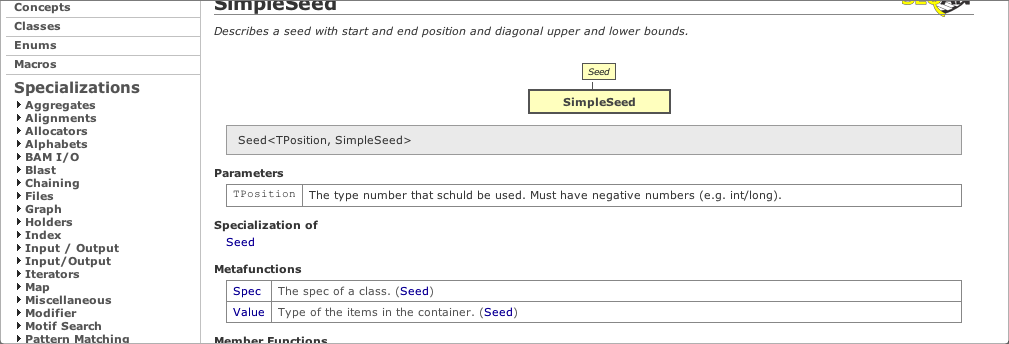 Concepts
Classes
Enums
Macros
Specializations
Aggregates
Alignments
Allocators
Alphabets
BAM I/O
Blast
Chaining
Files
Graph
Holders
Index
Input / Output
Input/Output
Iterators
Map
Miscellaneous
Modifier
Motif Search
Pattern Matching
SimpleSeed
Describes a seed with start and end position and diagonal upper and lower bounds.
Seed
SimpleSeed
Seed<TPosition, SimpleSeed>
Parameters
TPosition The type number that schuld be used. Must have negative numbers (e.g. int/long).
Specialization of
Seed
Metafunctions
Spec The spec of a class. (Seed)
Value Type of the items in the container. (Seed)
Member Functions